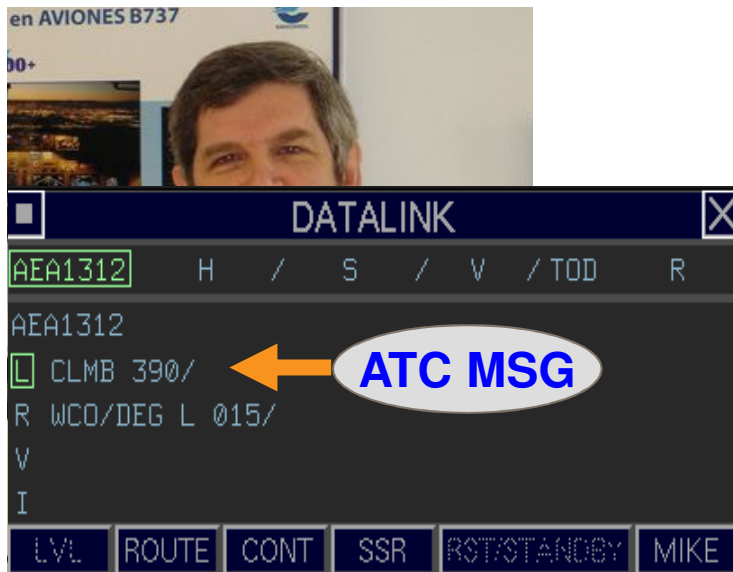 en AVIONES B737
00+
DATALINK
AEA1312 H / S / V / TOD R
AEA1312
L CLMB 390/
ATC MSG
R WCO/DEG L 015/
V
I
LVL ROUTE CONT SSR RST/STANDBY MIKE